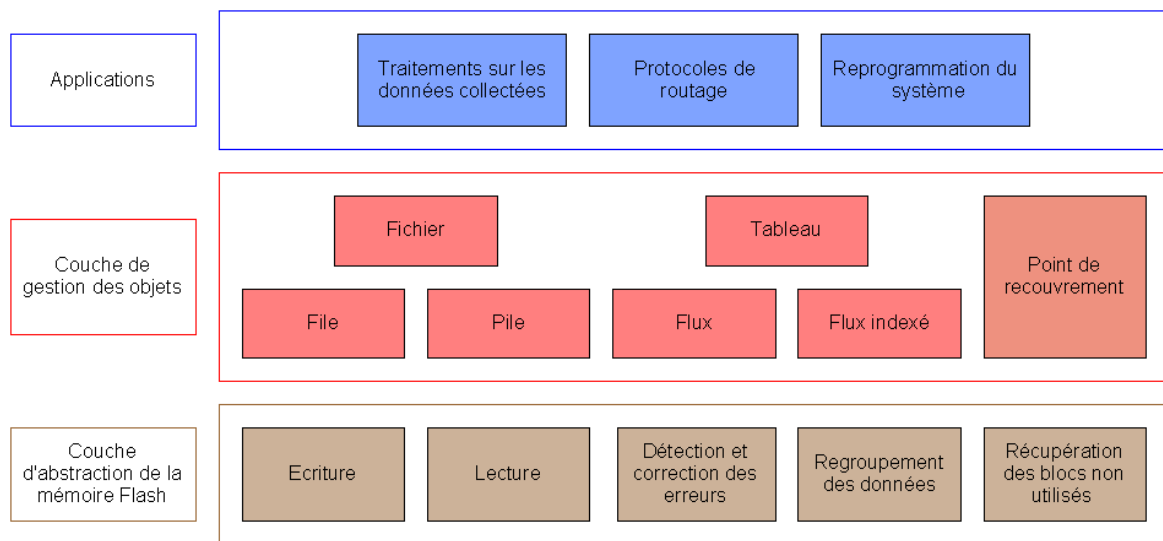 Applications
Traitements sur les
données collectées
Protocoles de
routage
Reprogrammation du
système
Couche de
gestion des objets
Fichier
Tableau
Point de
recouvrement
File
Pile
Flux
Flux indexé
Couche
d'abstraction de la
mémoire Flash
Ecriture
Lecture
Détection et
correction des
erreurs
Regroupement
des données
Récupération
des blocs non
utilisés